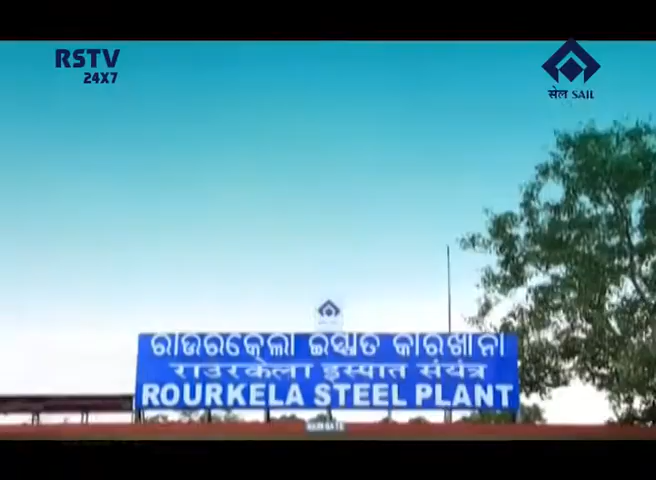 RSTV
24X7
सेल SAIL
ରାଉରକେଲା ଇସ୍ପାତ କାରଖାନା
राउरकेला इस्पात संयंत्र
ROURKELA STEEL PLANT